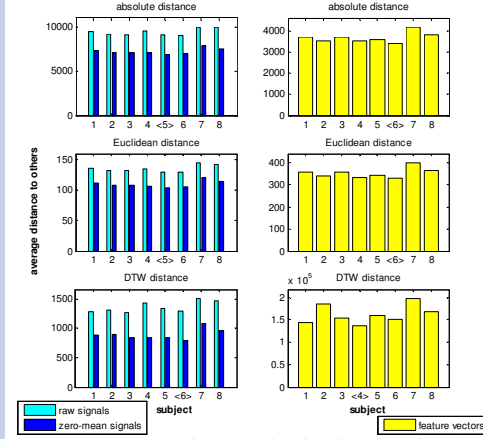 absolute distance
10000
5000
0
1 2 3 4 <5> 6 7 8
absolute distance
4000
3000
2000
1000
0
1 2 3 4 5 <6> 7 8
average distance to others
Euclidean distance
150
100
50
0
1 2 3 4 <5> 6 7 8
Euclidean distance
400
300
200
100
0
1 2 3 4 5 <6> 7 8
DTW distance
1500
1000
500
0
1 2 3 4 5 <6> 7 8
subject
x 10^5
DTW distance
2
1.5
1
0.5
0
1 2 3 <4> 5 6 7 8
subject
raw signals
zero-mean signals
feature vectors